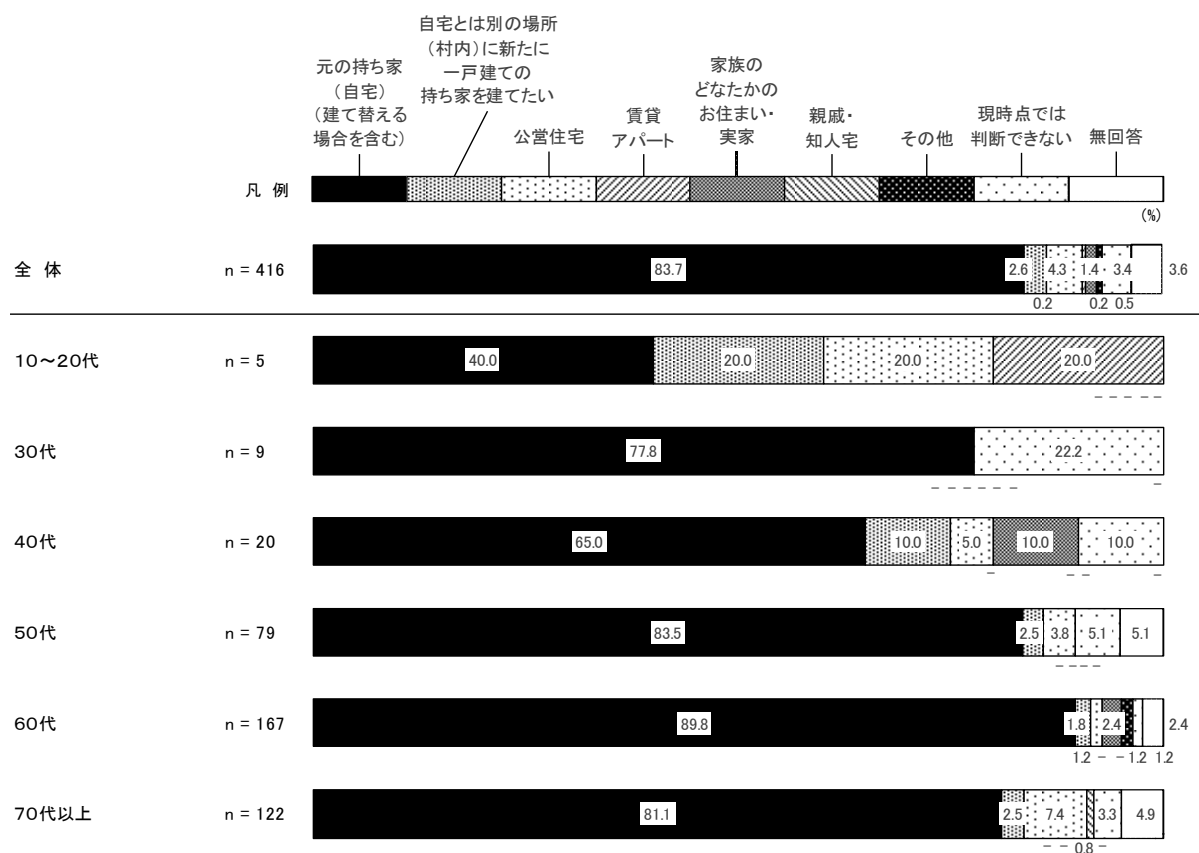 元の持ち家
（自宅）
（建て替える
場合を含む）
自宅とは別の場所
（村内）に新たに
一戸建ての
持ち家を建てたい
公営住宅
賃貸
アパート
家族の
どなたかの
お住まい・
実家
親戚・
知人宅
その他
現時点では
判断できない
無回答
凡 例
(%)
全 体 n = 416 83.7 2.6 4.3 1.4 3.4 3.6
0.2 0.2 0.5
10～20代 n = 5 40.0 20.0 20.0 20.0
－ － － － －
30代 n = 9 77.8 22.2
－ － － － － － －
40代 n = 20 65.0 10.0 5.0 10.0 10.0
－ － － －
50代 n = 79 83.5 2.5 3.8 5.1 5.1
－ － － －
60代 n = 167 89.8 1.8 2.4 2.4
1.2 － － 1.2 1.2
70代以上 n = 122 81.1 2.5 7.4 3.3 4.9
－ － 0.8 －